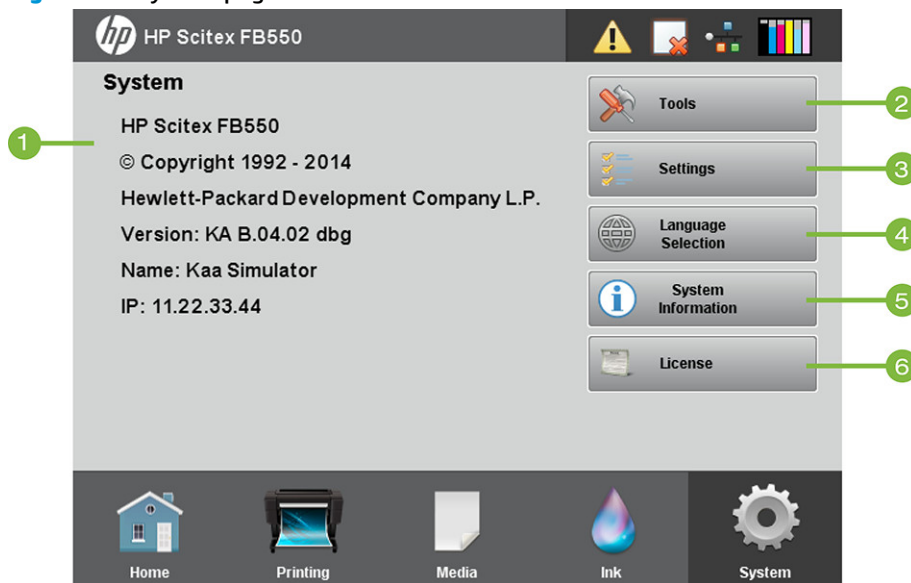 hp HP Scitex FB550
System
HP Scitex FB550
© Copyright 1992 - 2014
Hewlett-Packard Development Company L.P.
Version: KA B.04.02 dbg
Name: Kaa Simulator
IP: 11.22.33.44
1
Tools
2
Settings
3
Language
Selection
4
System
Information
5
License
6
Home
Printing
Media
Ink
System